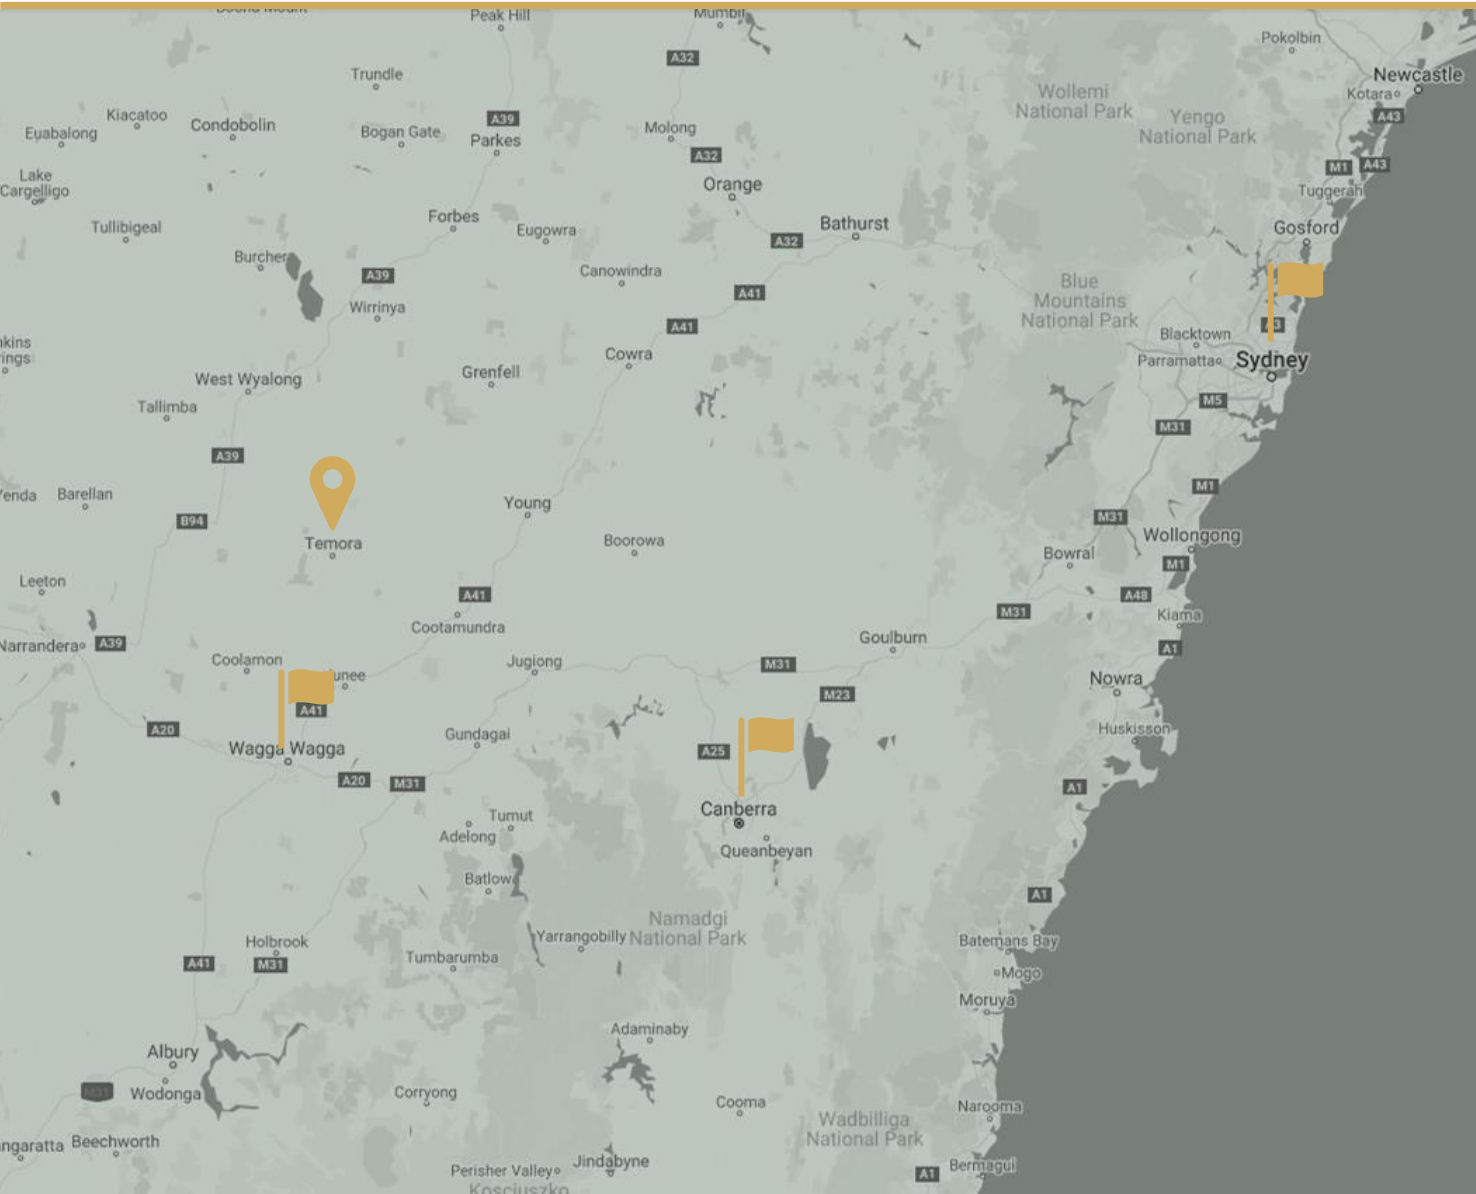 Peak Hill
Mumbil
A32
Pokolbin
Newcastle
Kotara
Trundle
Wollemi
National Park
Yengo
National Park
A43
Kiacatoo
Condobolin
Euabalong
Bogan Gate
A39
Parkes
Molong
A32
M1
A43
Lake
Cargelligo
Orange
Tuggerah
Tullibigeal
Forbes
Eugowra
Bathurst
Gosford
A32
Burcher
A39
Canowindra
Blue
Mountains
National Park
A41
Wirrinya
A41
Blacktown
Parramatta
Sydney
Cowra
West Wyalong
Grenfell
Tallimba
M5
M31
A39
M1
Barellan
Young
B94
M31
Temora
Boorowa
Wollongong
Bowral
M1
Leeton
A41
A48
M31
Kiama
Cootamundra
Narrandera
A39
Goulburn
A1
Coolamon
Jugiong
M31
Nowra
M23
A41
A20
Wagga Wagga
Gundagai
A25
Huskisson
A20
M31
A1
Canberra
Tumut
Adelong
Queanbeyan
Batlow
A1
Namadgi
National Park
Yarrangobilly
Batemans Bay
Holbrook
A41
M31
Tumbarumba
Mogo
Moruya
Adaminaby
Albury
M31
Wodonga
Corryong
Cooma
Narooma
Wadbilliga
National Park
Beechworth
Perisher Valley
Jindabyne
Bermagui
A1
Kosciuszko